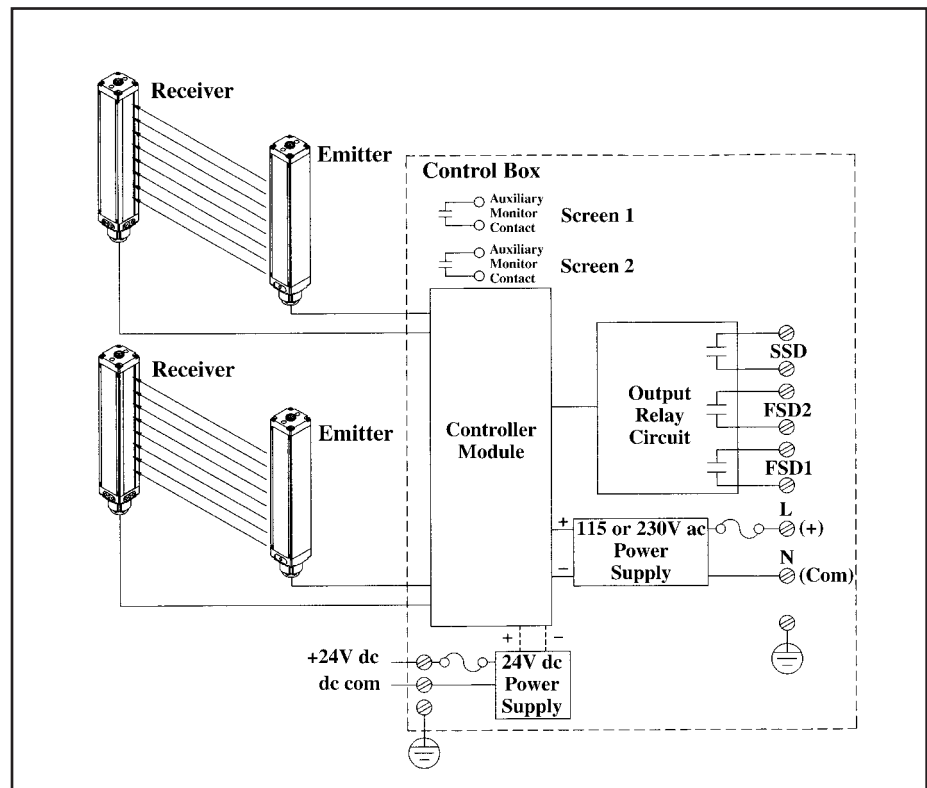 Receiver
Emitter
Control Box
Auxiliary
Monitor
Contact
Screen 1
Auxiliary
Monitor
Contact
Screen 2
Receiver
Emitter
Controller
Module
Output
Relay
Circuit
SSD
FSD2
FSD1
L
(+)
+
115 or 230V ac
Power
Supply
N
(Com)
–
+ –
+24V dc
dc com
24V dc
Power
Supply